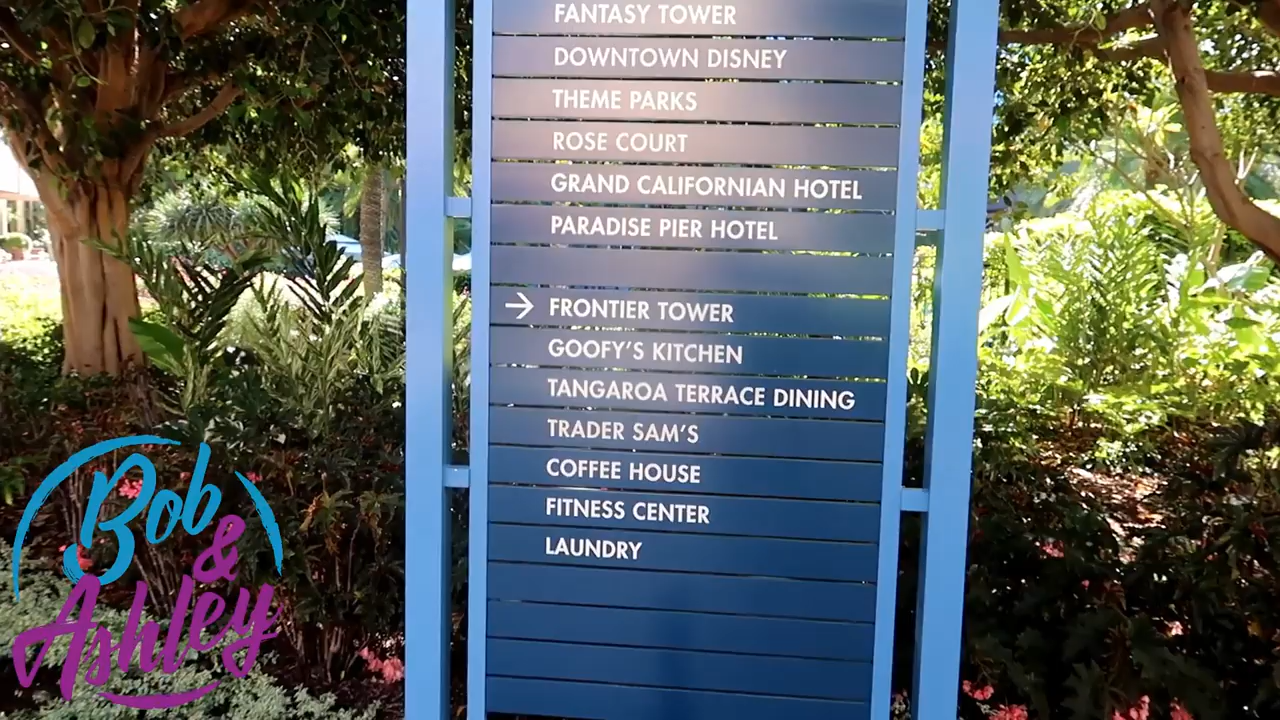 FANTASY TOWER
DOWNTOWN DISNEY
THEME PARKS
ROSE COURT
GRAND CALIFORNIAN HOTEL
PARADISE PIER HOTEL
→ FRONTIER TOWER
GOOFY'S KITCHEN
TANGAROA TERRACE DINING
TRADER SAM'S
COFFEE HOUSE
FITNESS CENTER
LAUNDRY
Bob
&
Ashley